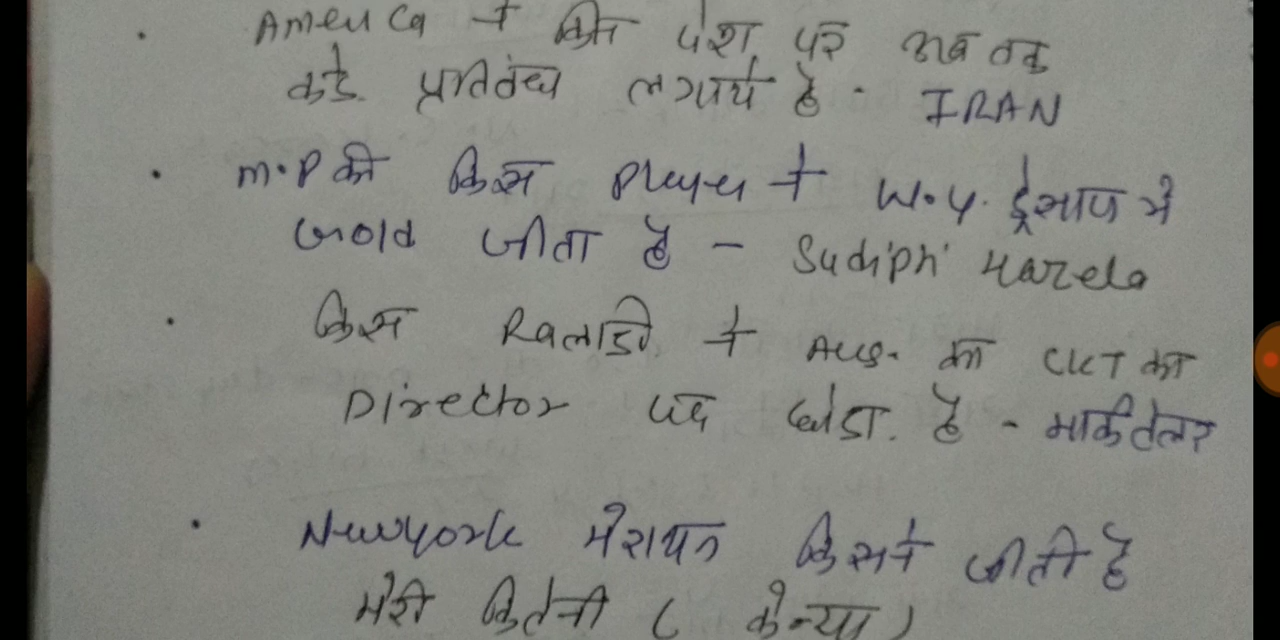 America ने किस देश पर अब तक
कडे. प्रतिबंध लगाये है - IRAN
M.P की किस Player ने W.Y. ड्रेसाज में
Gold जीता है - Sudipti Hazela
किस खिलाडी ने Aus. का CKT का
Director पद छोडा. है - मार्क टेलर
Newyork मैराथन किसने जीती है
मेरी कितेनी ( केन्या )